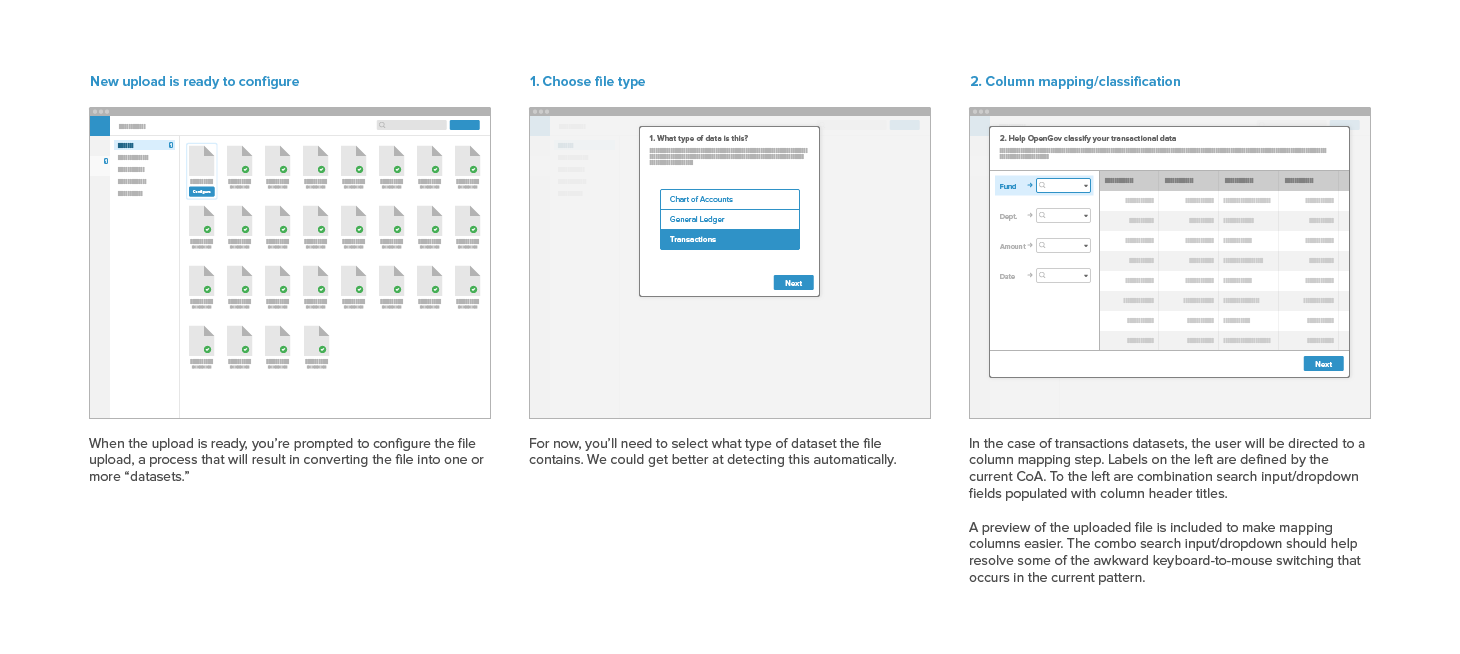 New upload is ready to configure
Configure
When the upload is ready, you’re prompted to configure the file
upload, a process that will result in converting the file into one or
more “datasets.”
1. Choose file type
1. What type of data is this?
Chart of Accounts
General Ledger
Transactions
Next
For now, you’ll need to select what type of dataset the file
contains. We could get better at detecting this automatically.
2. Column mapping/classification
2. Help OpenGov classify your transactional data
Fund
Dept.
Amount
Date
Next
In the case of transactions datasets, the user will be directed to a
column mapping step. Labels on the left are defined by the
current CoA. To the left are combination search input/dropdown
fields populated with column header titles.
A preview of the uploaded file is included to make mapping
columns easier. The combo search input/dropdown should help
resolve some of the awkward keyboard-to-mouse switching that
occurs in the current pattern.